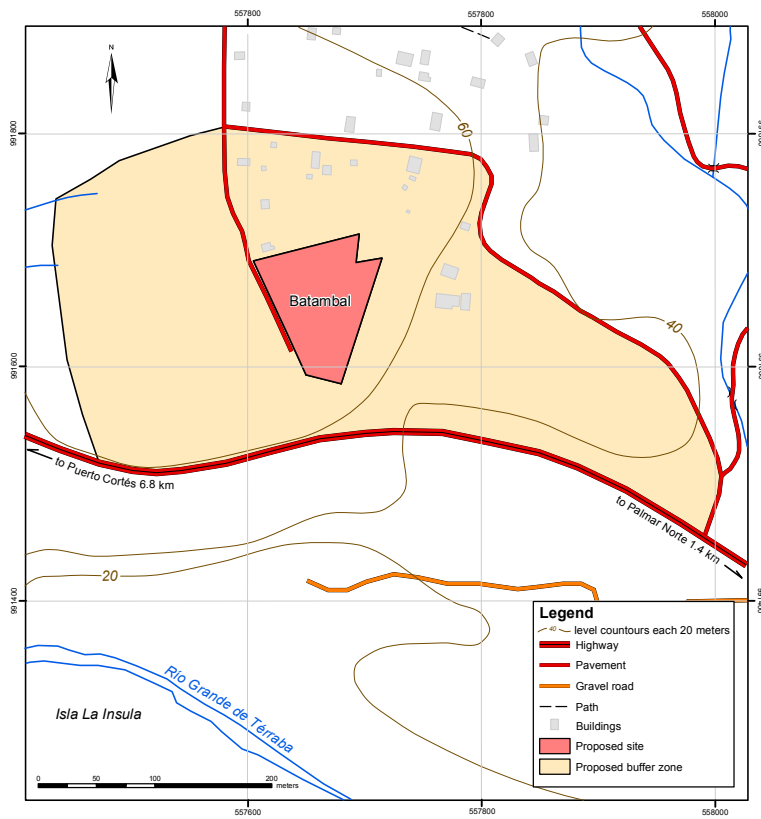 557800
557800
558000
N
991800
991600
991400
60
40
20
Batambal
to Puerto Cortés 6.8 km
to Palmar Norte 1.4 km
Río Grande de Térraba
Isla La Insula
0
50
100
200
meters
Legend
40
level countours each 20 meters
Highway
Pavement
Gravel road
Path
Buildings
Proposed site
Proposed buffer zone
557600
557800
558000